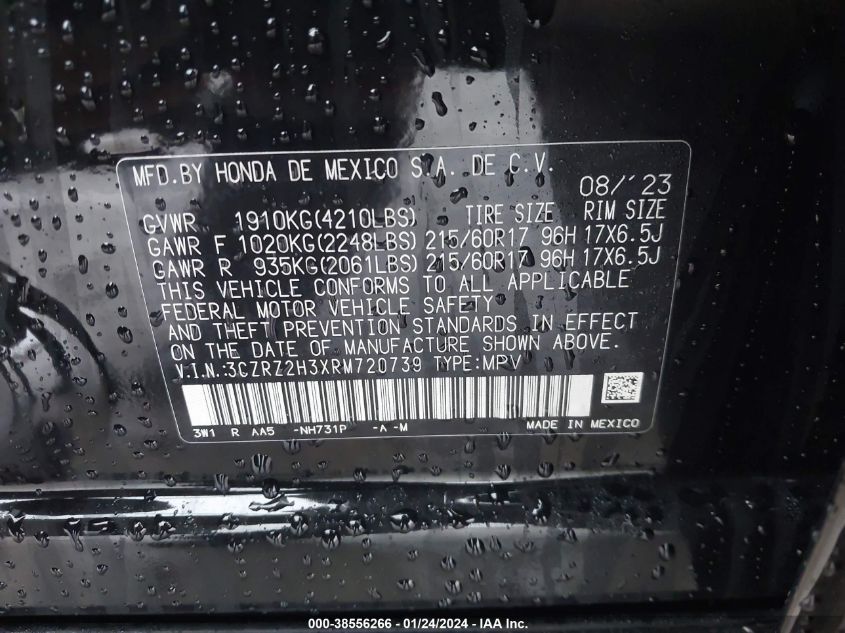 MFD.BY HONDA DE MEXICO S.A. DE C.V.
08/'23
GVWR 1910KG(4210LBS) TIRE SIZE RIM SIZE
GAWR F 1020KG(2248LBS) 215/60R17 96H 17X6.5J
GAWR R 935KG(2061LBS) 215/60R17 96H 17X6.5J
THIS VEHICLE CONFORMS TO ALL APPLICABLE
FEDERAL MOTOR VEHICLE SAFETY
AND THEFT PREVENTION STANDARDS IN EFFECT
ON THE DATE OF MANUFACTURE SHOWN ABOVE.
V.I.N.:3CZRZ2H3XRM720739 TYPE:MPV
3W1 R AA5 -NH731P -A -M MADE IN MEXICO
000-38556266 - 01/24/2024 - IAA Inc.